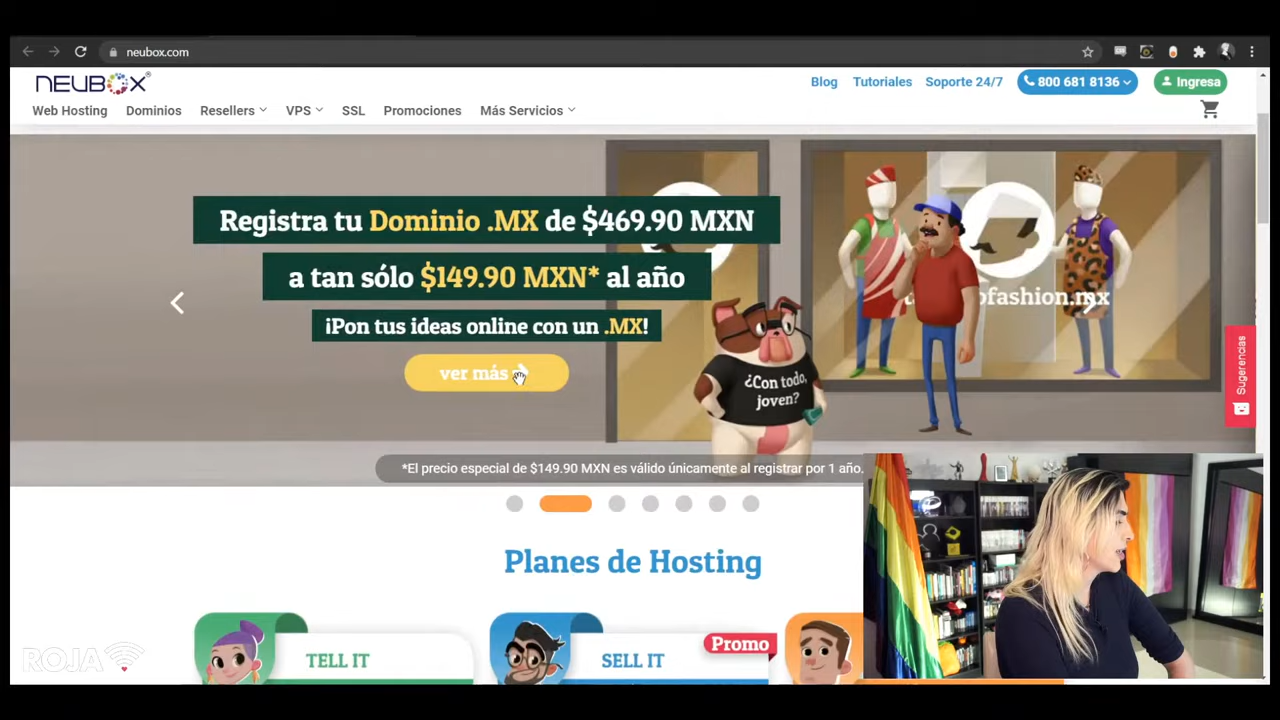 neubox.com
NEUBOX®
Blog
Tutoriales
Soporte 24/7
800 681 8136
Ingresa
Web Hosting
Dominios
Resellers
VPS
SSL
Promociones
Más Servicios
Registra tu Dominio .MX de $469.90 MXN
a tan sólo $149.90 MXN* al año
¡Pon tus ideas online con un .MX!
ver más
ofashion.mx
¿Con todo,
joven?
Sugerencias
*El precio especial de $149.90 MXN es válido únicamente al registrar por 1 año.
Planes de Hosting
TELL IT
SELL IT
Promo
ROJA